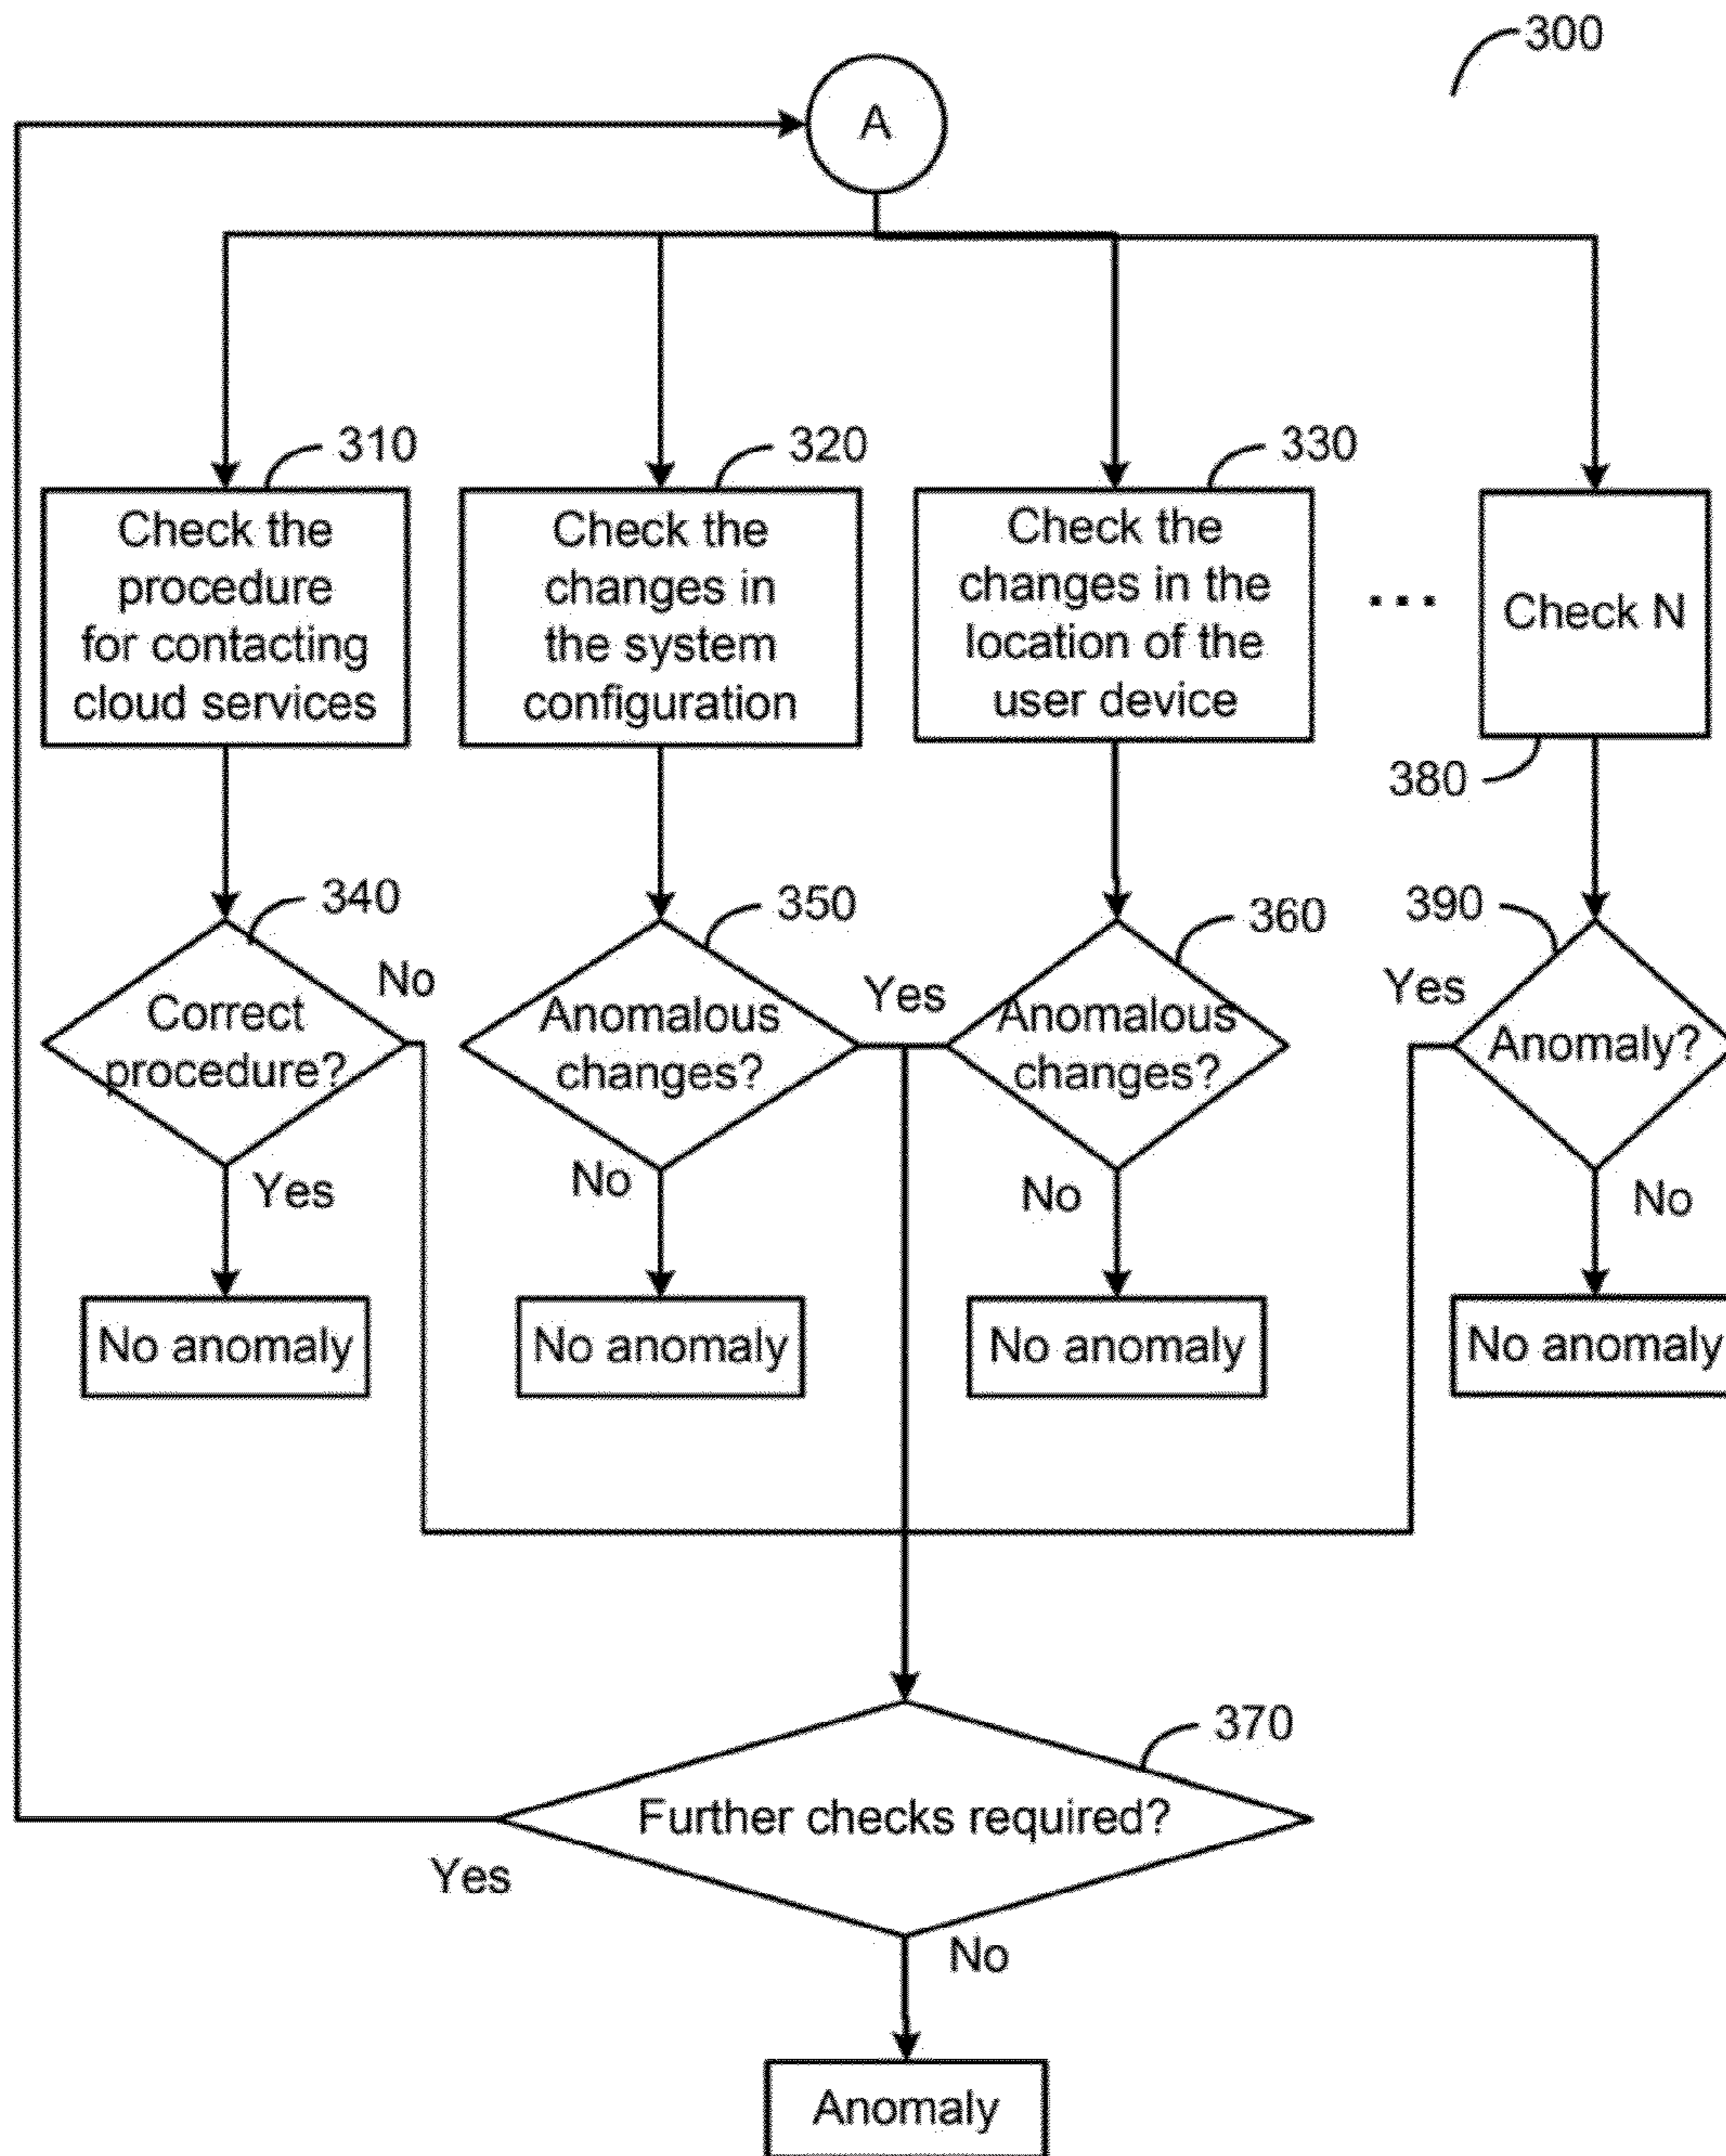 300
A
310
Check the
procedure
for contacting
cloud services
320
Check the
changes in
the system
configuration
330
Check the
changes in the
location of the
user device
...
Check N
380
340
Correct
procedure?
No
Yes
350
Anomalous
changes?
Yes
No
360
Anomalous
changes?
No
390
Yes
Anomaly?
No
No anomaly
No anomaly
No anomaly
No anomaly
370
Further checks required?
Yes
No
Anomaly